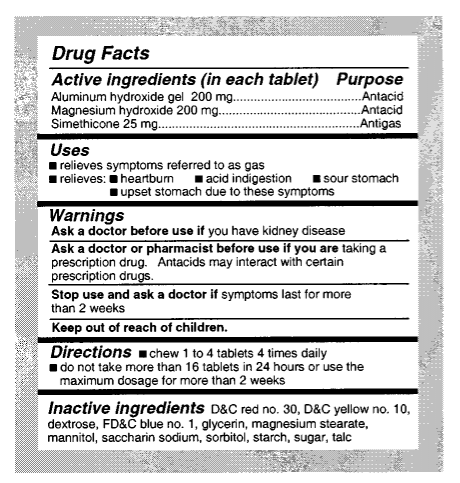 Drug Facts
Active ingredients (in each tablet) Purpose
Aluminum hydroxide gel 200 mg..........................................Antacid
Magnesium hydroxide 200 mg..............................................Antacid
Simethicone 25 mg............................................................Antigas
Uses
■ relieves symptoms referred to as gas
■ relieves: ■ heartburn ■ acid indigestion ■ sour stomach
■ upset stomach due to these symptoms
Warnings
Ask a doctor before use if you have kidney disease
Ask a doctor or pharmacist before use if you are taking a
prescription drug. Antacids may interact with certain
prescription drugs.
Stop use and ask a doctor if symptoms last for more
than 2 weeks
Keep out of reach of children.
Directions ■ chew 1 to 4 tablets 4 times daily
■ do not take more than 16 tablets in 24 hours or use the
maximum dosage for more than 2 weeks
Inactive ingredients D&C red no. 30, D&C yellow no. 10,
dextrose, FD&C blue no. 1, glycerin, magnesium stearate,
mannitol, saccharin sodium, sorbitol, starch, sugar, talc